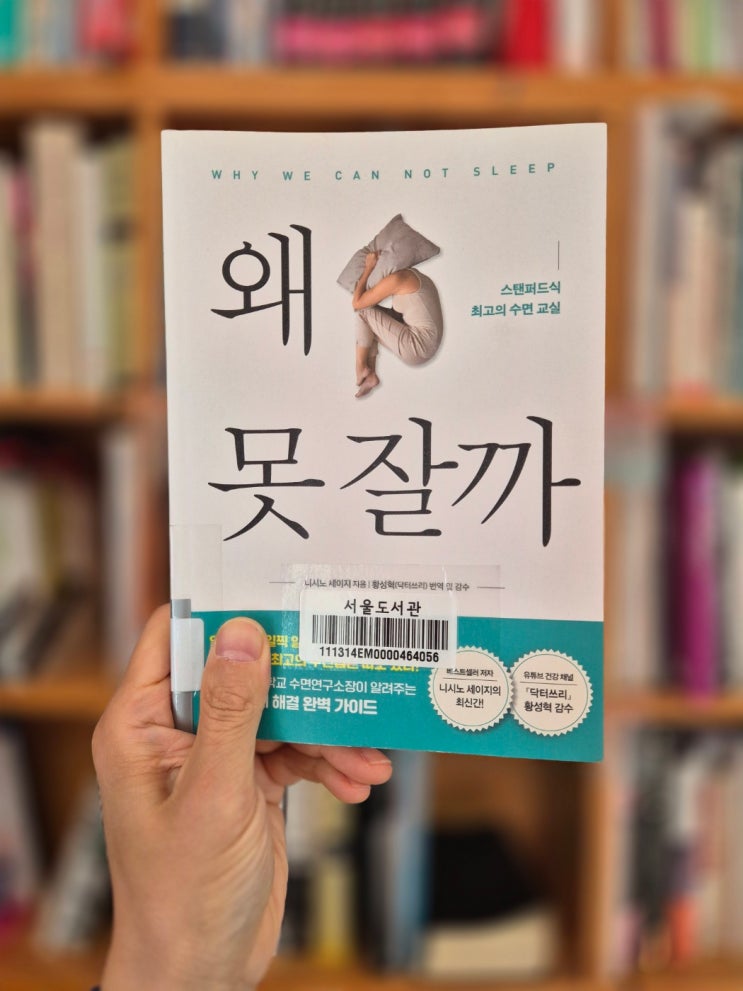 WHY WE CAN NOT SLEEP
왜
스탠퍼드식
최고의 수면 교실
못 잘까
니시노 세이지 지음 | 황성혁(닥터쓰리) 번역 및 감수
서울도서관
111314EM0000464056
일찍
최고의
수면연구소장이 알려주는
해결 완벽 가이드
베스트셀러 저자
니시노 세이지의
최신간!
유튜브 건강 채널
「닥터쓰리」
황성혁 감수